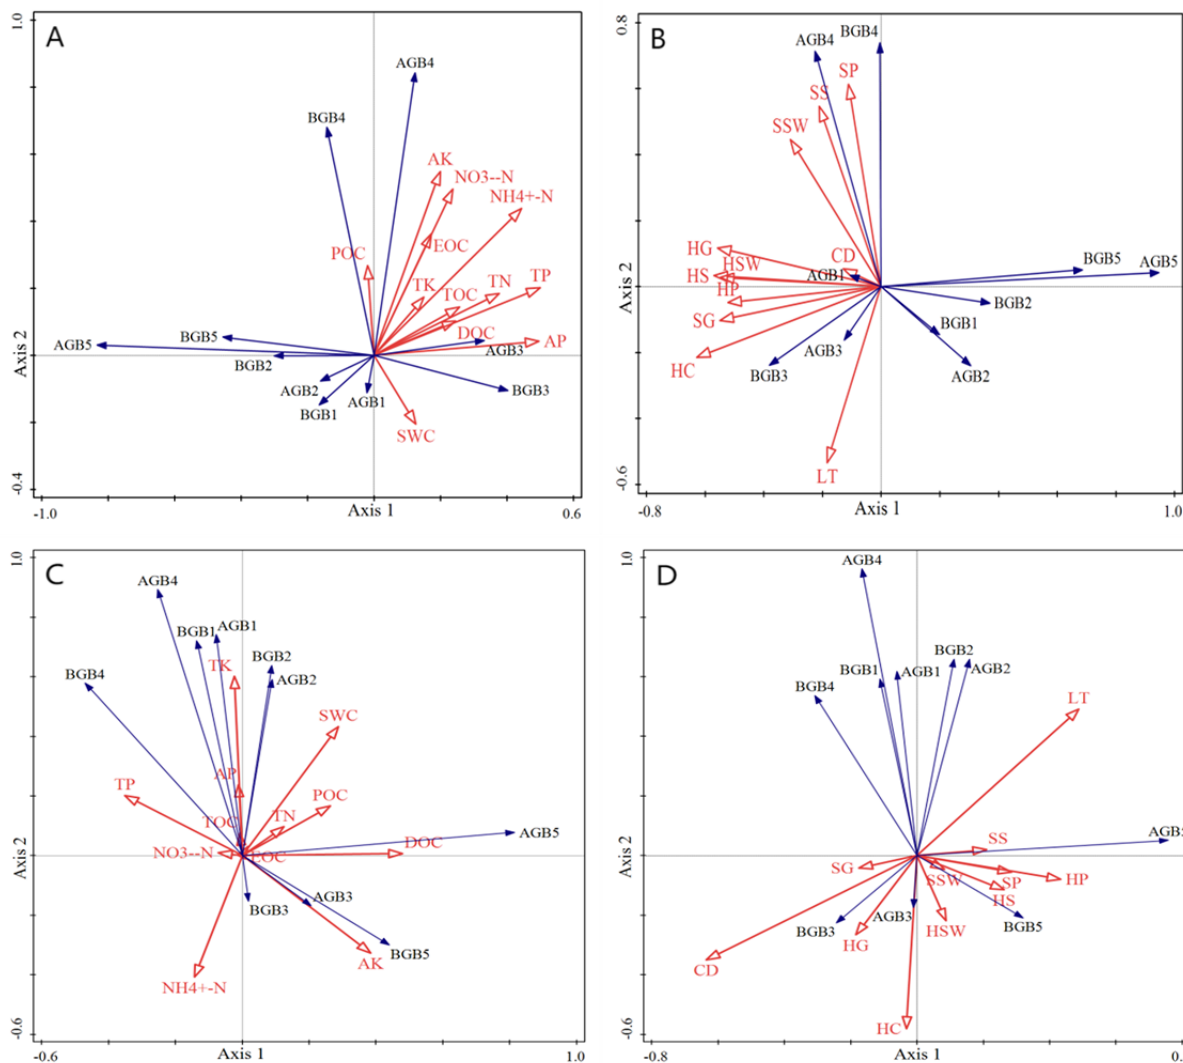 A
1.0
AGB4
BGB4
AK
NO3--N
NH4+-N
POC
EOC
TK
TOC
TN
TP
DOC
AP
AGB5
BGB5
BGB2
AGB3
AGB2
BGB1
AGB1
BGB3
SWC
Axis 2
-0.4
-1.0
Axis 1
0.6
B
0.8
AGB4
BGB4
SP
SS
SSW
HG
HSW
CD
HS
AGB1
HP
SG
HC
BGB5
AGB5
BGB2
BGB1
AGB3
BGB3
AGB2
LT
Axis 2
-0.6
-0.8
Axis 1
1.0
C
1.0
AGB4
BGB1
AGB1
BGB2
BGB4
TK
AGB2
SWC
AP
TP
POC
TOC
TN
AGB5
NO3--N
EOC
DOC
AGB3
BGB3
BGB5
AK
NH4+-N
Axis 2
-0.6
-0.6
Axis 1
1.0
D
1.0
AGB4
BGB2
BGB1
AGB1
AGB2
BGB4
LT
AGB5
SS
SG
SSW
SP
HP
HS
AGB3
BGB3
HG
HSW
BGB5
CD
HC
Axis 2
-0.6
-0.8
Axis 1